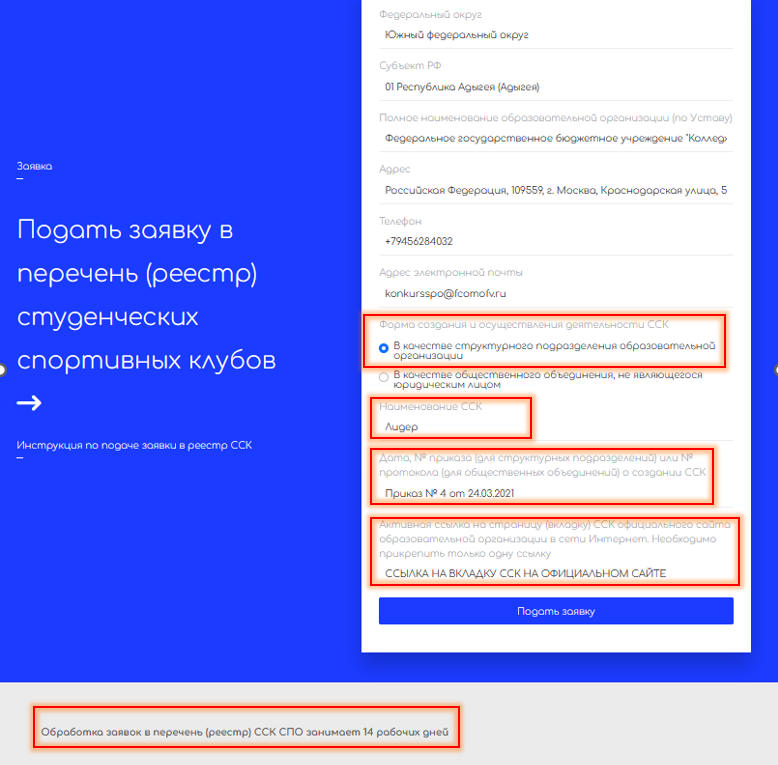 Заявка
Подать заявку в
перечень (реестр)
студенческих
спортивных клубов
Инструкция по подаче заявки в реестр ССК
Федеральный округ
Южный федеральный округ
Субъект РФ
01 Республика Адыгея (Адыгея)
Полное наименование образовательной организации (по Уставу)
Федеральное государственное бюджетное учреждение "Коллед
Адрес
Российская Федерация, 109559, г. Москва, Краснодарская улица, 5
Телефон
+79456284032
Адрес электронной почты
konkursspo@fcomofv.ru
Форма создания и осуществления деятельности ССК
В качестве структурного подразделения образовательной
организации
В качестве общественного объединения, не являющегося
юридическим лицом
Наименование ССК
Лидер
Дата, № приказа (для структурных подразделений) или №
протокола (для общественных объединений) о создании ССК
Приказ № 4 от 24.03.2021
Активная ссылка на страницу (вкладку) ССК официального сайта
образовательной организации в сети Интернет. Необходимо
прикрепить только одну ссылку
ССЫЛКА НА ВКЛАДКУ ССК НА ОФИЦИАЛЬНОМ САЙТЕ
Подать заявку
Обработка заявок в перечень (реестр) ССК СПО занимает 14 рабочих дней